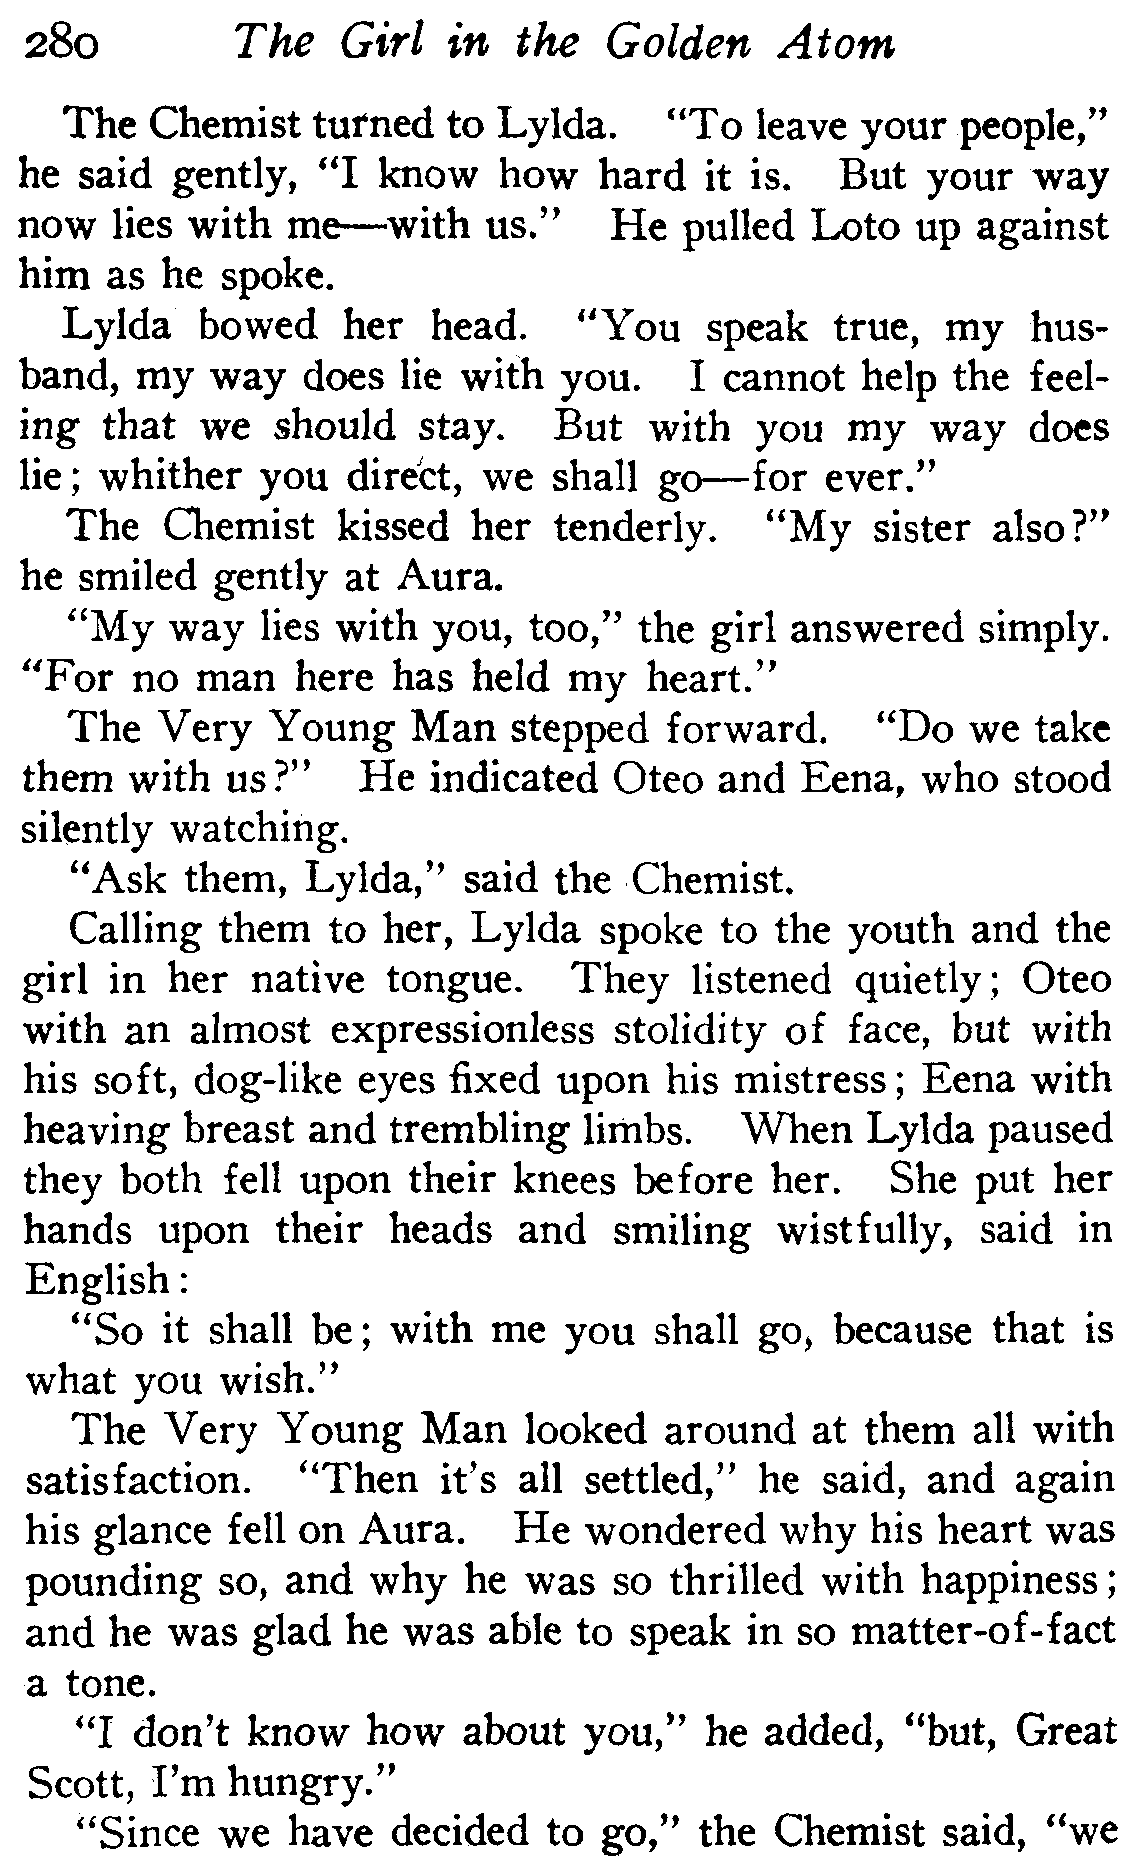 280 The Girl in the Golden Atom
The Chemist turned to Lylda. "To leave your people,"
he said gently, "I know how hard it is. But your way
now lies with me—with us." He pulled Loto up against
him as he spoke.
Lylda bowed her head. "You speak true, my hus-
band, my way does lie with you. I cannot help the feel-
ing that we should stay. But with you my way does
lie; whither you direct, we shall go—for ever."
The Chemist kissed her tenderly. "My sister also?"
he smiled gently at Aura.
"My way lies with you, too," the girl answered simply.
"For no man here has held my heart."
The Very Young Man stepped forward. "Do we take
them with us?" He indicated Oteo and Eena, who stood
silently watching.
"Ask them, Lylda," said the Chemist.
Calling them to her, Lylda spoke to the youth and the
girl in her native tongue. They listened quietly; Oteo
with an almost expressionless stolidity of face, but with
his soft, dog-like eyes fixed upon his mistress; Eena with
heaving breast and trembling limbs. When Lylda paused
they both fell upon their knees before her. She put her
hands upon their heads and smiling wistfully, said in
English:
"So it shall be; with me you shall go, because that is
what you wish."
The Very Young Man looked around at them all with
satisfaction. "Then it's all settled," he said, and again
his glance fell on Aura. He wondered why his heart was
pounding so, and why he was so thrilled with happiness;
and he was glad he was able to speak in so matter-of-fact
a tone.
"I don't know how about you," he added, "but, Great
Scott, I'm hungry."
"Since we have decided to go," the Chemist said, "we